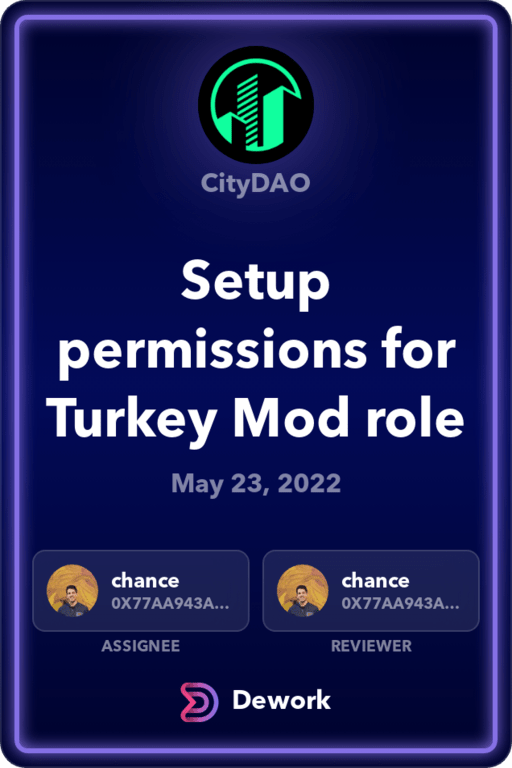 CityDAO
Setup
permissions for
Turkey Mod role
May 23, 2022
chance
0X77AA943A...
ASSIGNEE
chance
0X77AA943A...
REVIEWER
Dework